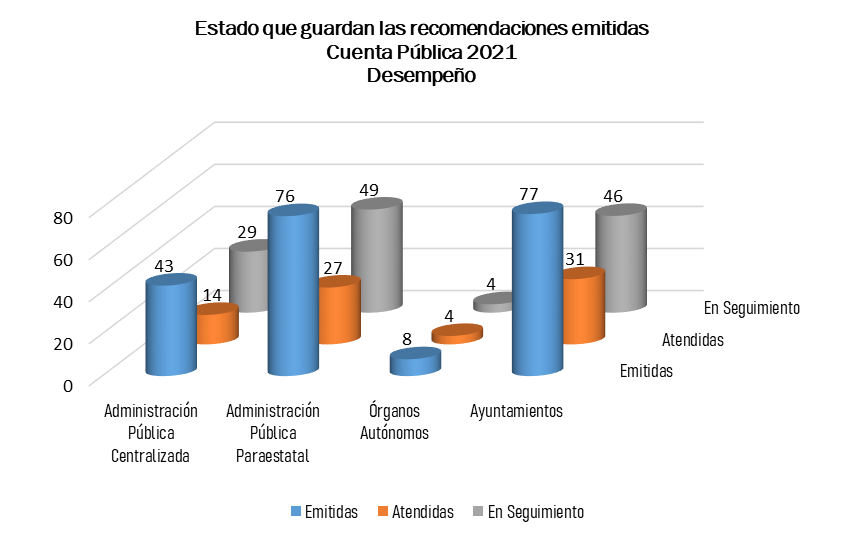 Estado que guardan las recomendaciones emitidas
Cuenta Pública 2021
Desempeño
80
60
40
20
0
43
14
29
76
27
49
8
4
4
77
31
46
En Seguimiento
Atendidas
Emitidas
Administración
Pública
Centralizada
Administración
Pública
Paraestatal
Órganos
Autónomos
Ayuntamientos
Emitidas
Atendidas
En Seguimiento